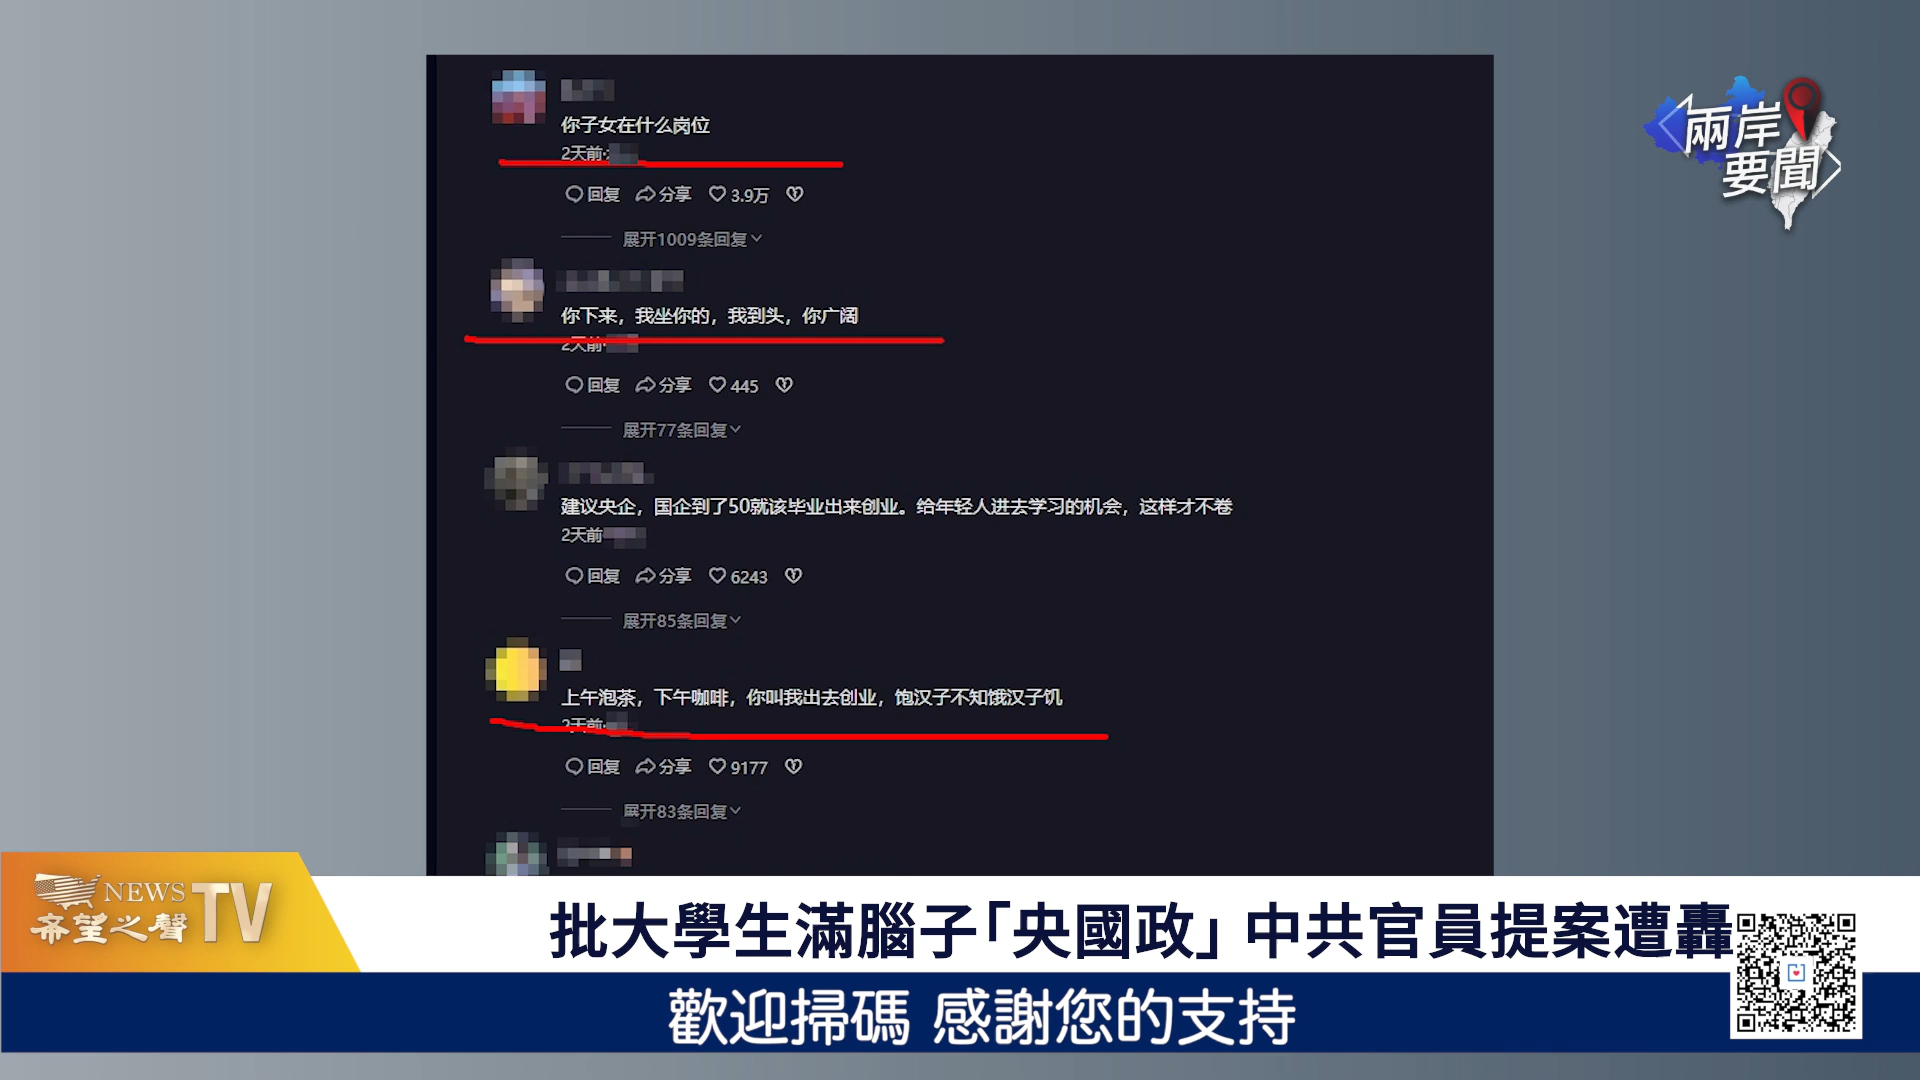 你子女在什么岗位
2天前·
回复 分享 3.9万
展开1009条回复
你下来，我坐你的，我到头，你广阔
2天前·
回复 分享 445
展开77条回复
建议央企，国企到了50就该毕业出来创业。给年轻人进去学习的机会，这样才不卷
2天前
回复 分享 6243
展开85条回复
上午泡茶，下午咖啡，你叫我出去创业，饱汉子不知饿汉子饥
2天前·
回复 分享 9177
展开83条回复
兩岸
要聞
NEWS
希望之聲TV
批大學生滿腦子「央國政」中共官員提案遭轟
歡迎掃碼 感謝您的支持